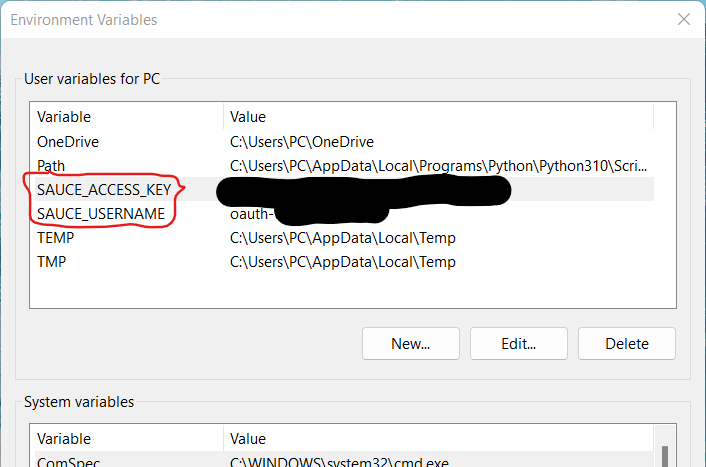 Environment Variables
User variables for PC
Variable Value
OneDrive C:\Users\PC\OneDrive
Path C:\Users\PC\AppData\Local\Programs\Python\Python310\Scri...
SAUCE_ACCESS_KEY
SAUCE_USERNAME oauth-
TEMP C:\Users\PC\AppData\Local\Temp
TMP C:\Users\PC\AppData\Local\Temp
New... Edit... Delete
System variables
Variable Value
ComSpec C:\WINDOWS\system32\cmd.exe